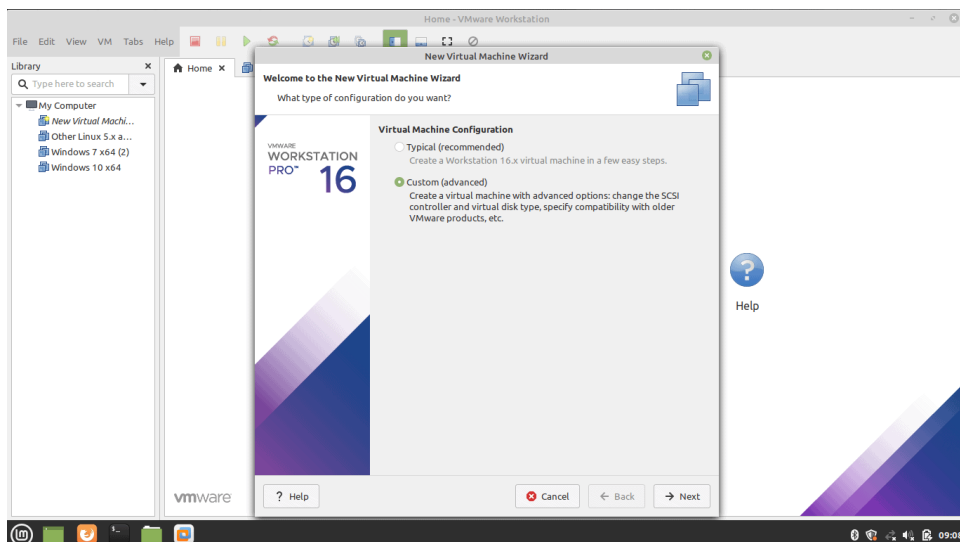 Home - VMware Workstation
File Edit View VM Tabs Help
Library
Type here to search
My Computer
New Virtual Machi...
Other Linux 5.x a...
Windows 7 x64 (2)
Windows 10 x64
Home
New Virtual Machine Wizard
Welcome to the New Virtual Machine Wizard
What type of configuration do you want?
VMWARE
WORKSTATION
PRO™ 16
Virtual Machine Configuration
Typical (recommended)
Create a Workstation 16.x virtual machine in a few easy steps.
Custom (advanced)
Create a virtual machine with advanced options: change the SCSI
controller and virtual disk type, specify compatibility with older
VMware products, etc.
? Help
Cancel
Back
Next
? 
Help
vmware
09:08